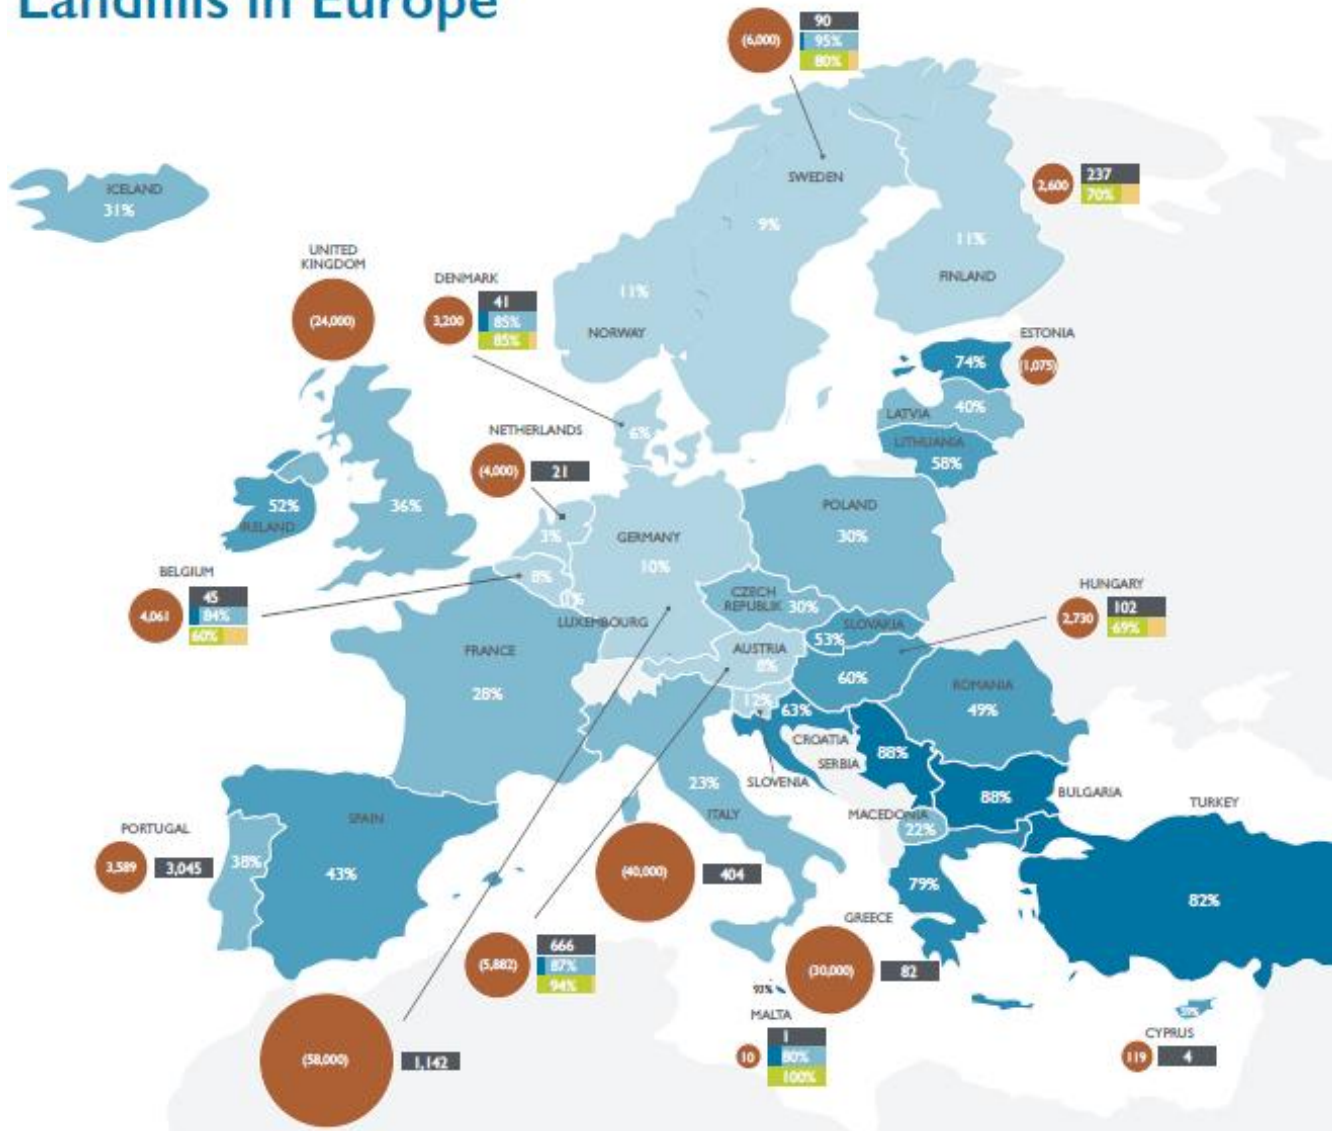 Landfills in Europe
(6,000)
90
95%
80%
ICELAND
31%
UNITED
KINGDOM
(24,000)
DENMARK
3,200
41
85%
85%
SWEDEN
9%
2,600
237
70%
11%
FINLAND
11%
NORWAY
ESTONIA
74%
(1,075)
LATVIA
40%
LITHUANIA
58%
6%
NETHERLANDS
(4,000)
21
52%
IRELAND
36%
3%
GERMANY
10%
POLAND
30%
BELGIUM
4,061
45
84%
60%
8%
LUXEMBOURG
CZECH
REPUBLIK
30%
SLOVAKIA
53%
HUNGARY
2,730
102
69%
FRANCE
28%
AUSTRIA
8%
60%
ROMANIA
49%
12%
63%
CROATIA
SERBIA
88%
SLOVENIA
88%
BULGARIA
23%
ITALY
MACEDONIA
22%
TURKEY
82%
PORTUGAL
3,589
3,045
38%
SPAIN
43%
(40,000)
404
79%
GREECE
(30,000)
82
(5,882)
666
87%
94%
93%
MALTA
10
1
80%
100%
(58,000)
1,142
CYPRUS
119
4